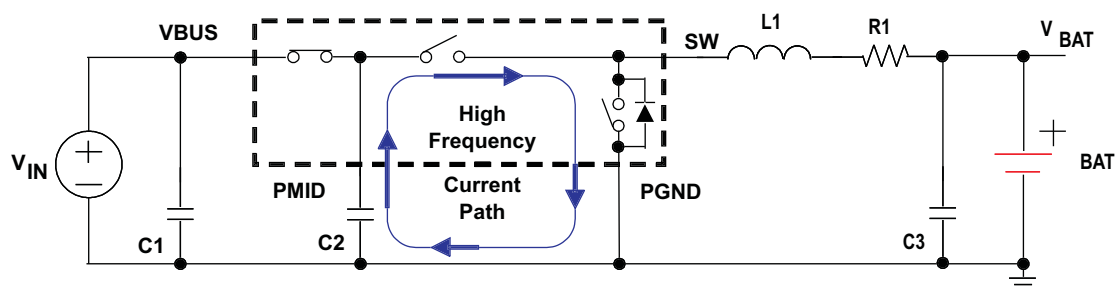 VBUS
SW
L1
R1
V BAT
High
Frequency
Current
Path
V IN
+
−
PMID
PGND
+
BAT
C1
C2
C3